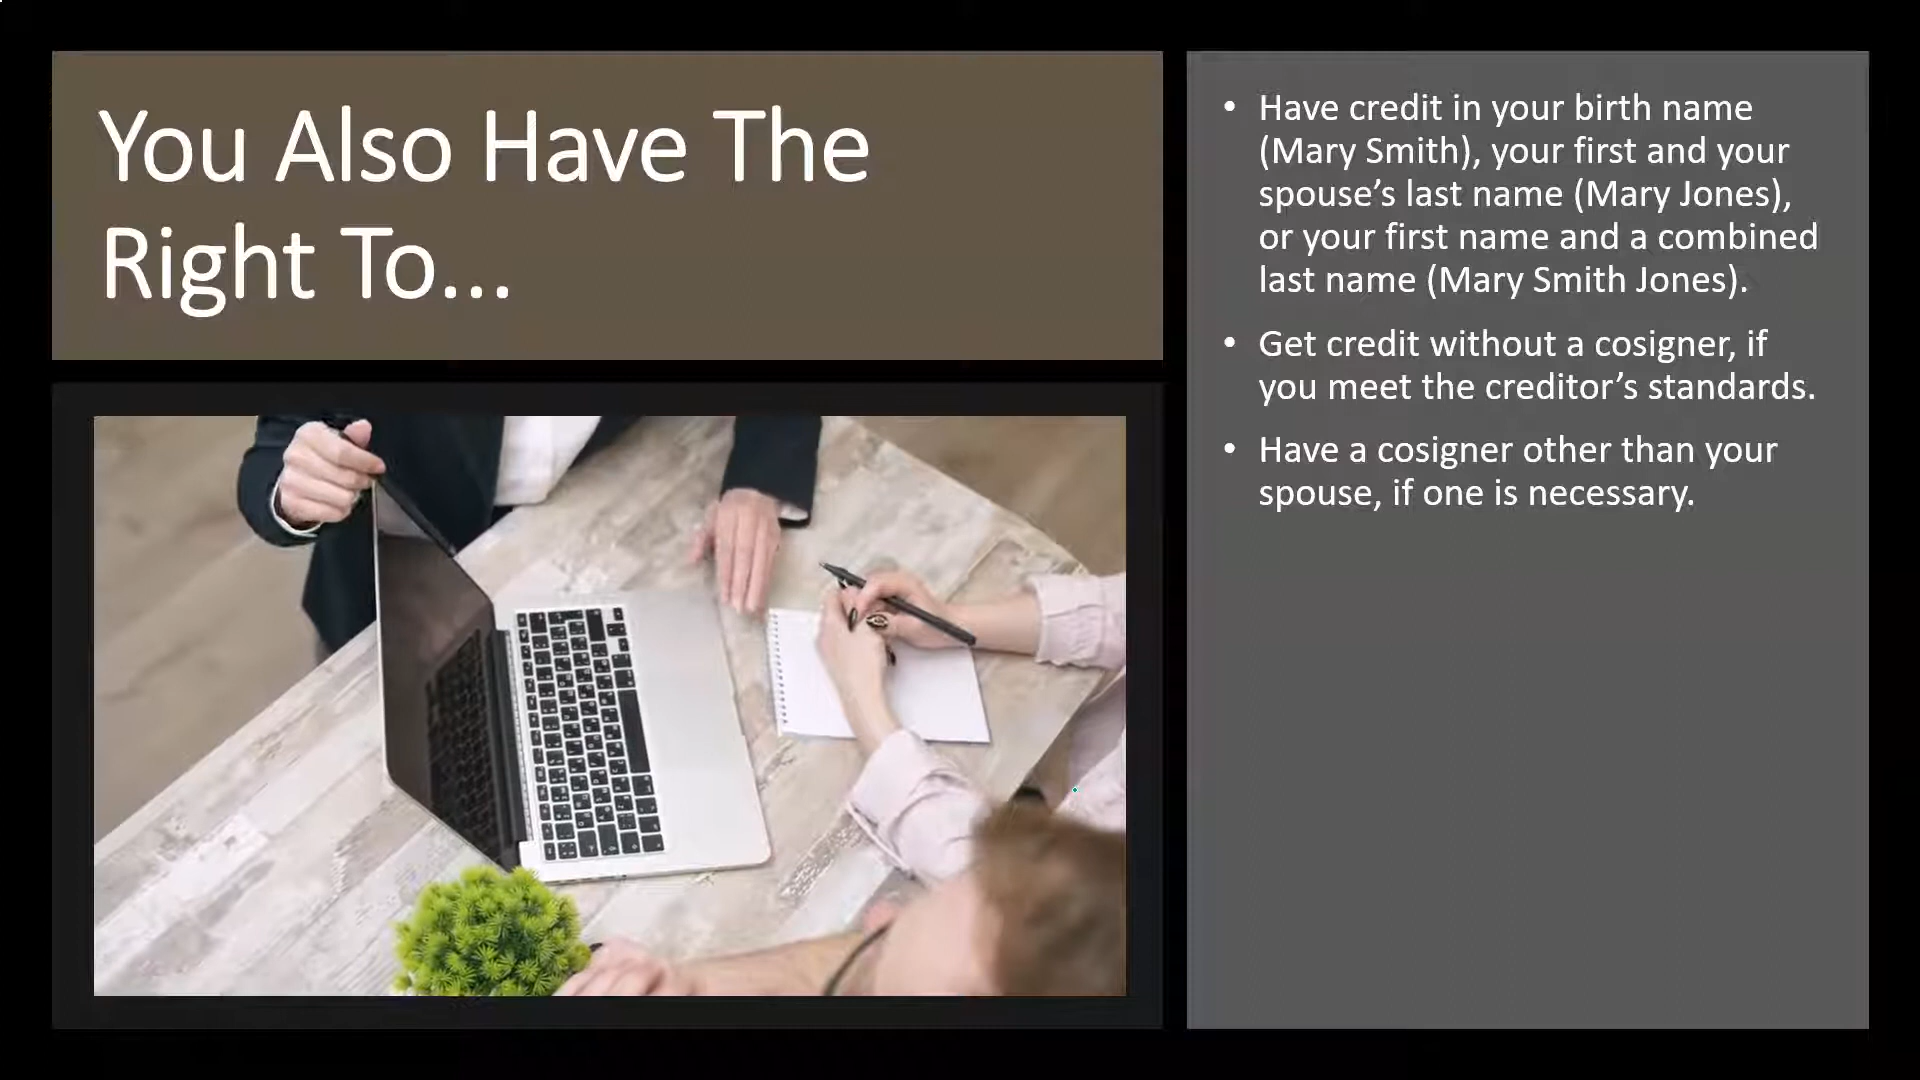 You Also Have The
Right To...
• Have credit in your birth name
(Mary Smith), your first and your
spouse’s last name (Mary Jones),
or your first name and a combined
last name (Mary Smith Jones).
• Get credit without a cosigner, if
you meet the creditor’s standards.
• Have a cosigner other than your
spouse, if one is necessary.